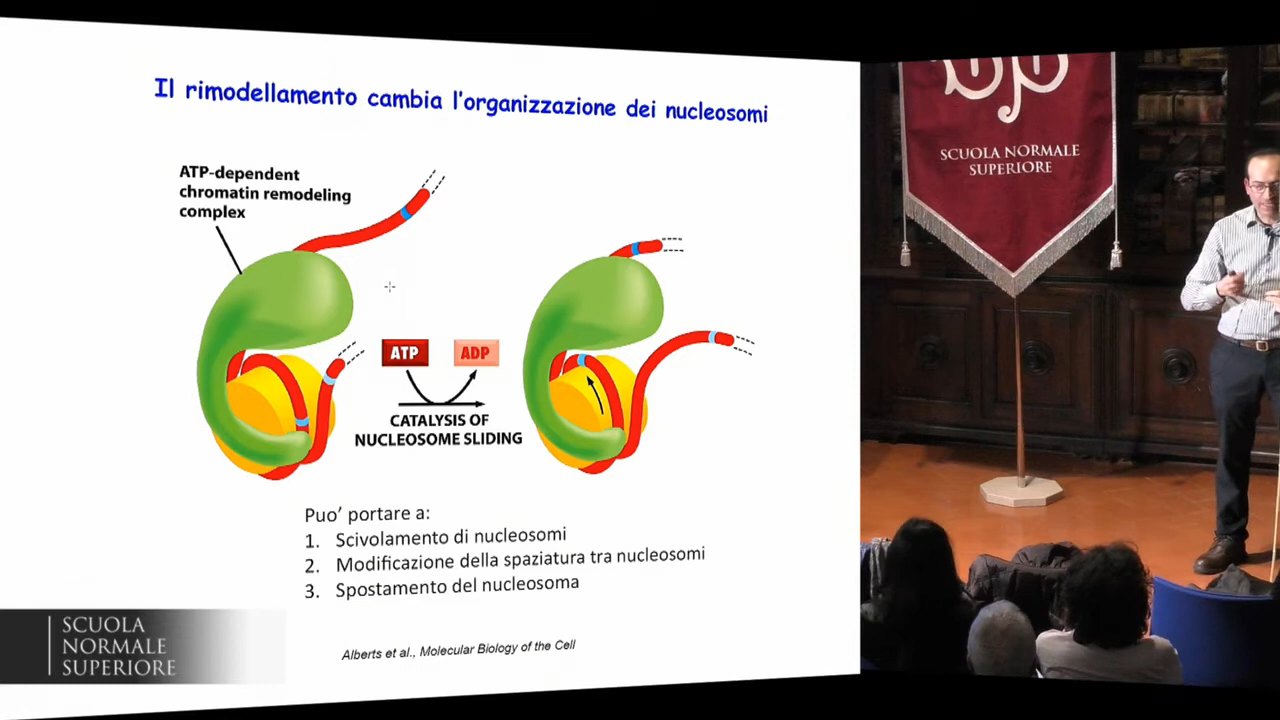 Il rimodellamento cambia l'organizzazione dei nucleosomi
ATP-dependent
chromatin remodeling
complex
ATP
ADP
CATALYSIS OF
NUCLEOSOME SLIDING
Puo' portare a:
1. Scivolamento di nucleosomi
2. Modificazione della spaziatura tra nucleosomi
3. Spostamento del nucleosoma
Alberts et al., Molecular Biology of the Cell
SCUOLA
NORMALE
SUPERIORE
SCUOLA NORMALE
SUPERIORE